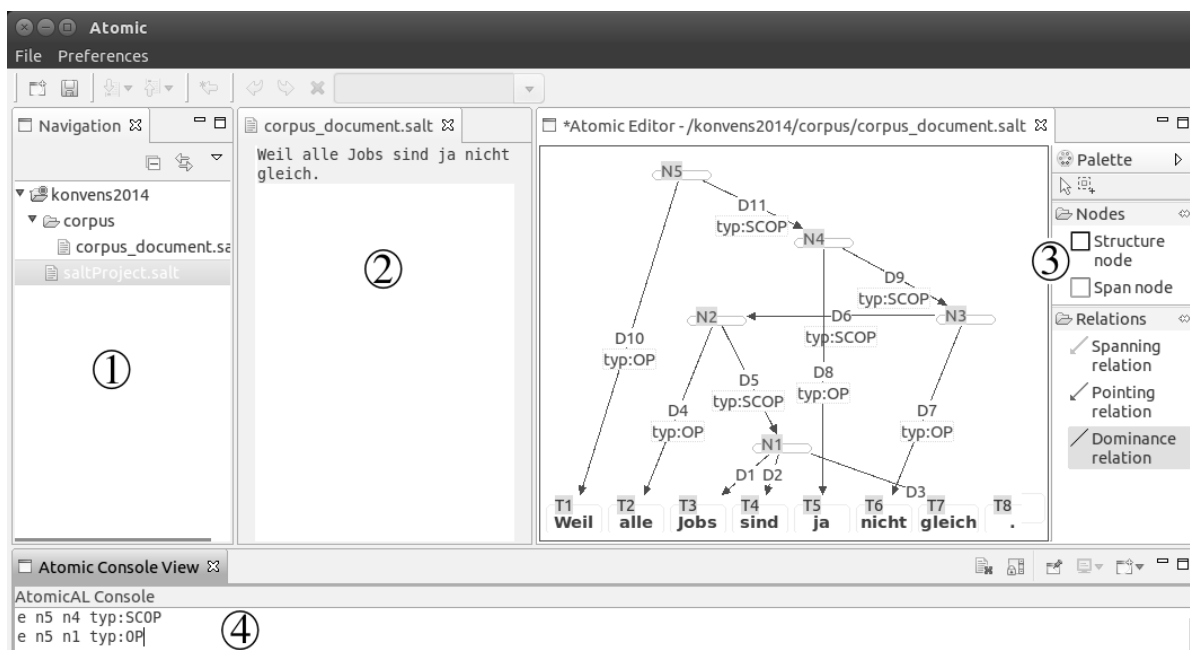 Atomic
File Preferences
Navigation
corpus_document.salt
*Atomic Editor - /konvens2014/corpus/corpus_document.salt
konvens2014
corpus
corpus_document.sa
saltProject.salt
①
Weil alle Jobs sind ja nicht
gleich.
②
N5
D11
typ:SCOP
N4
D9
typ:SCOP
N2
D6
typ:SCOP
N3
D10
typ:OP
D5
typ:SCOP
D8
typ:OP
D4
typ:OP
D7
typ:OP
N1
D1
D2
D3
T1
T2
T3
T4
T5
T6
T7
T8
Weil
alle
Jobs
sind
ja
nicht
gleich
.
Palette
Nodes
③
Structure
node
Span node
Relations
Spanning
relation
Pointing
relation
Dominance
relation
Atomic Console View
AtomicAL Console
e n5 n4 typ:SCOP
e n5 n1 typ:OP
④